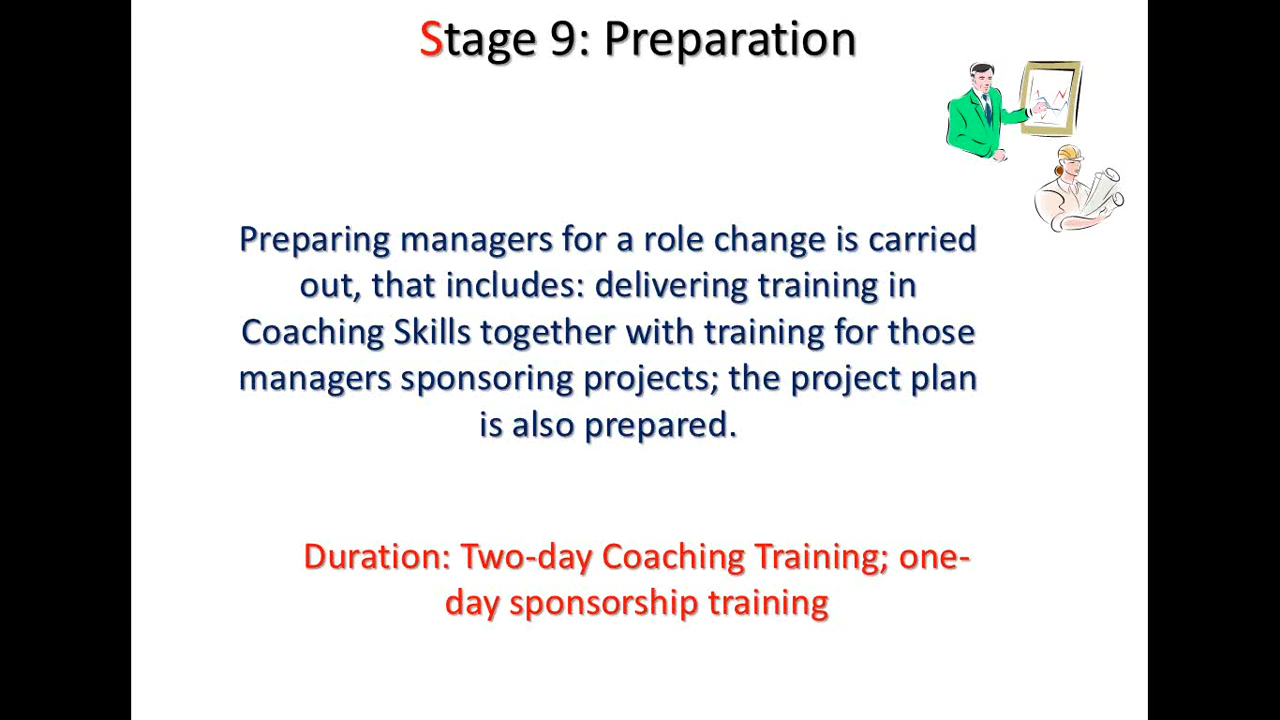 Stage 9: Preparation
Preparing managers for a role change is carried
out, that includes: delivering training in
Coaching Skills together with training for those
managers sponsoring projects; the project plan
is also prepared.
Duration: Two-day Coaching Training; one-
day sponsorship training